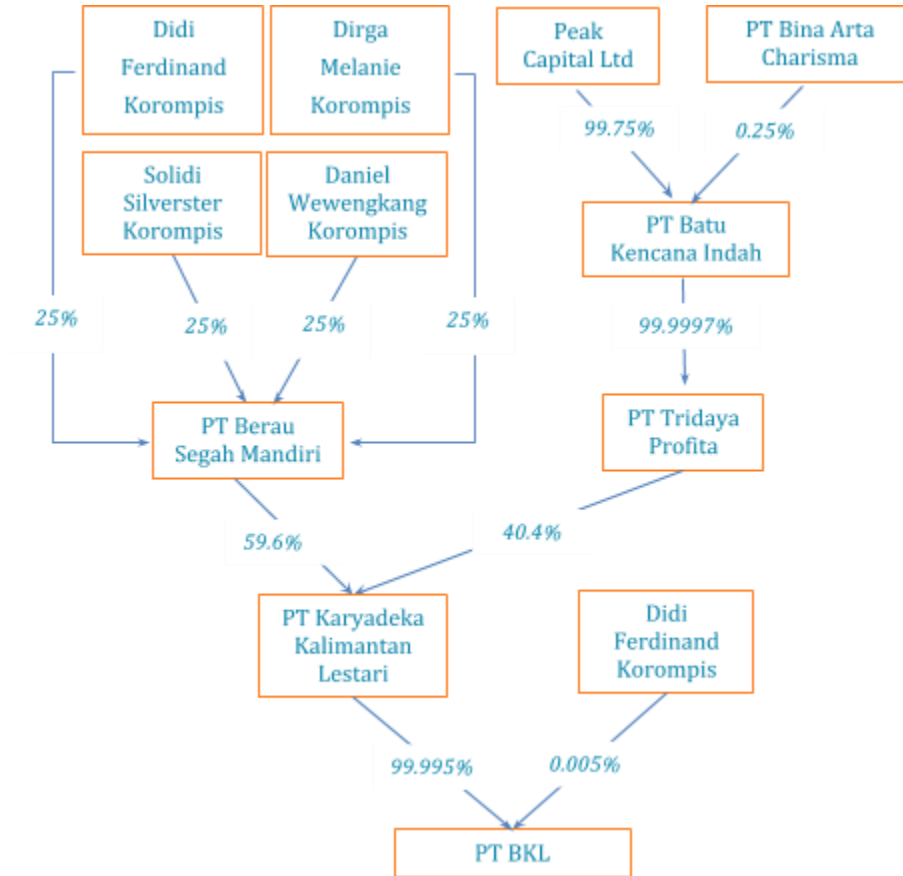 Didi
Ferdinand
Korompis
Dirga
Melanie
Korompis
Peak
Capital Ltd
PT Bina Arta
Charisma
99.75%
0.25%
Solidi
Silverster
Korompis
Daniel
Wewengkang
Korompis
PT Batu
Kencana Indah
25%
25%
25%
25%
99.9997%
PT Berau
Segah Mandiri
PT Tridaya
Profita
59.6%
40.4%
PT Karyadeka
Kalimantan
Lestari
Didi
Ferdinand
Korompis
99.995%
0.005%
PT BKL